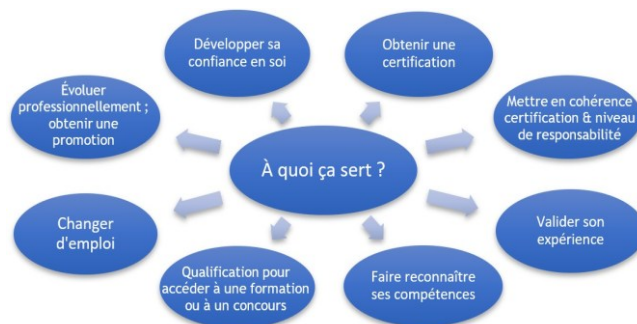 Développer sa
confiance en soi
Obtenir une
certification
Évoluer
professionnellement ;
obtenir une
promotion
Mettre en cohérence
certification & niveau
de responsabilité
À quoi ça sert ?
Changer
d'emploi
Valider son
expérience
Qualification pour
accéder à une formation
ou à un concours
Faire reconnaître
ses compétences